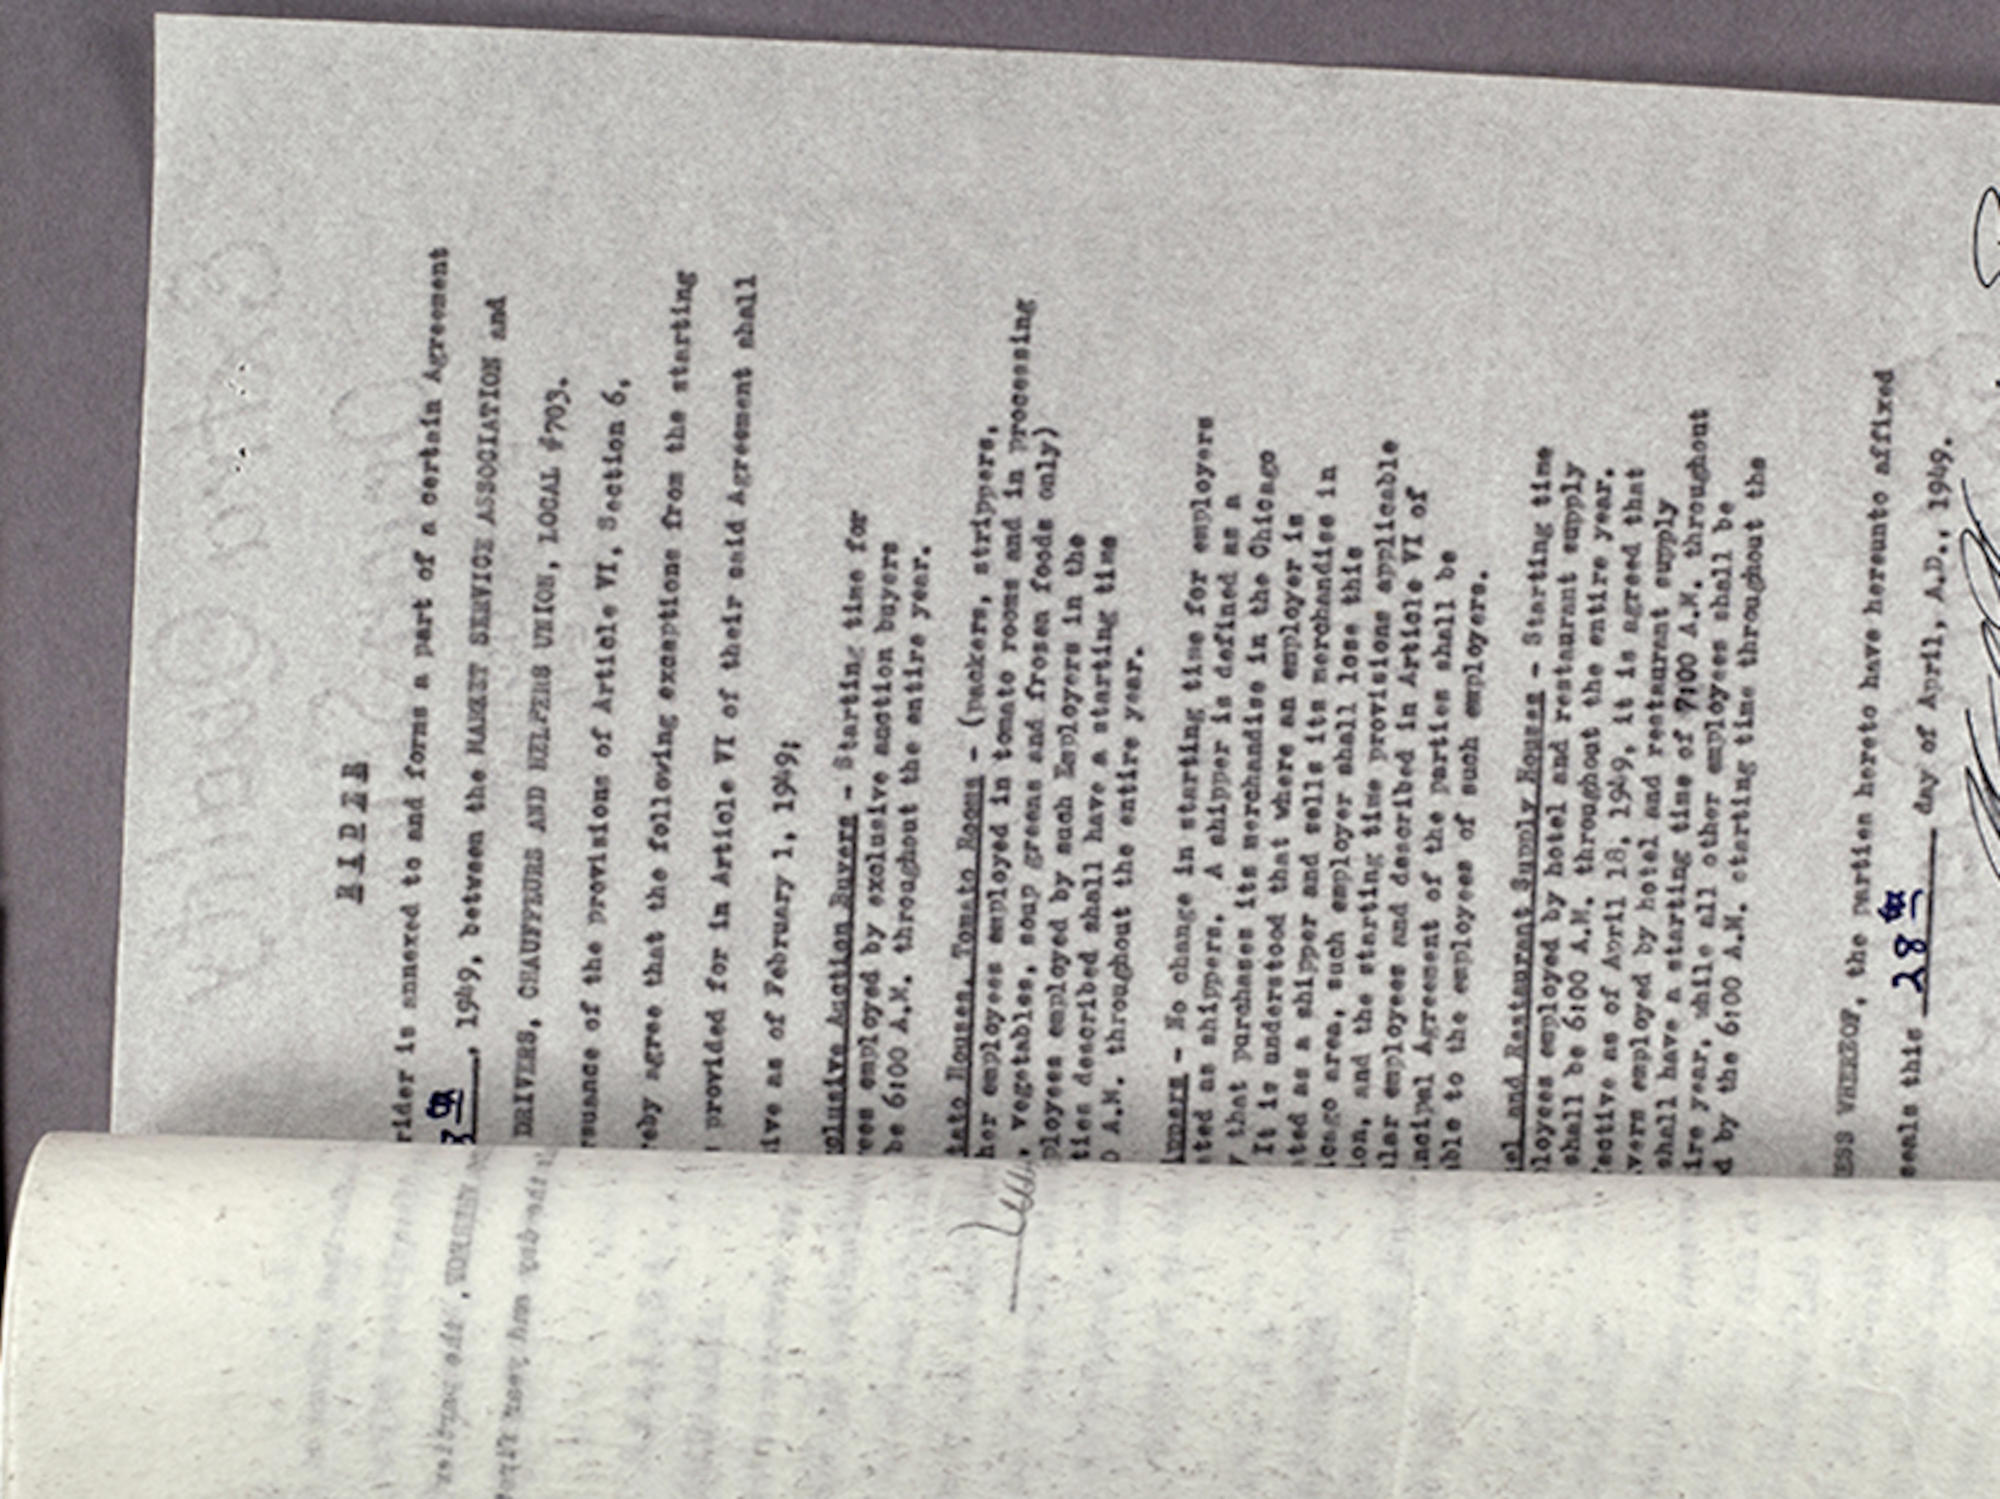 RIDER
rider is annexed to and forms a part of a certain Agreement
, 1949, between the MARKET SERVICE ASSOCIATION and
DRIVERS, CHAUFFEURS AND HELPERS UNION, LOCAL #703.
rsuance of the provisions of Article VI, Section 6,
eby agree that the following exceptions from the starting
provided for in Article VI of their said Agreement shall
ive as of February 1, 1949:
clusive Auction Buyers - Starting time for
ees employed by exclusive auction buyers
be 6:00 A.M. throughout the entire year.
tato Houses, Tomato Rooms - (packers, strippers,
her employees employed in tomato rooms and in processing
, vegetables, soup greens and frozen foods only)
ployees employed by such Employers in the
ties described shall have a starting time
0 A.M. throughout the entire year.
ippers - No change in starting time for employers
ted as shippers. A shipper is defined as a
y that purchases its merchandise in the Chicago
It is understood that where an employer is
ted as a shipper and sells its merchandise in
icago area, such employer shall lose this
ion, and the starting time provisions applicable
lar employees and described in Article VI of
ncipal Agreement of the parties shall be
able to the employees of such employers.
el and Restaurant Supply Houses - Starting time
ployees employed by hotel and restaurant supply
shall be 6:00 A.M. throughout the entire year.
fective as of April 18, 1949, it is agreed that
vers employed by hotel and restaurant supply
shall have a starting time of 7:00 A.M. throughout
ire year, while all other employees shall be
d by the 6:00 A.M. starting time throughout the
ESS WHEREOF, the parties hereto have hereunto affixed
seals this 28th day of April, A.D., 1949.